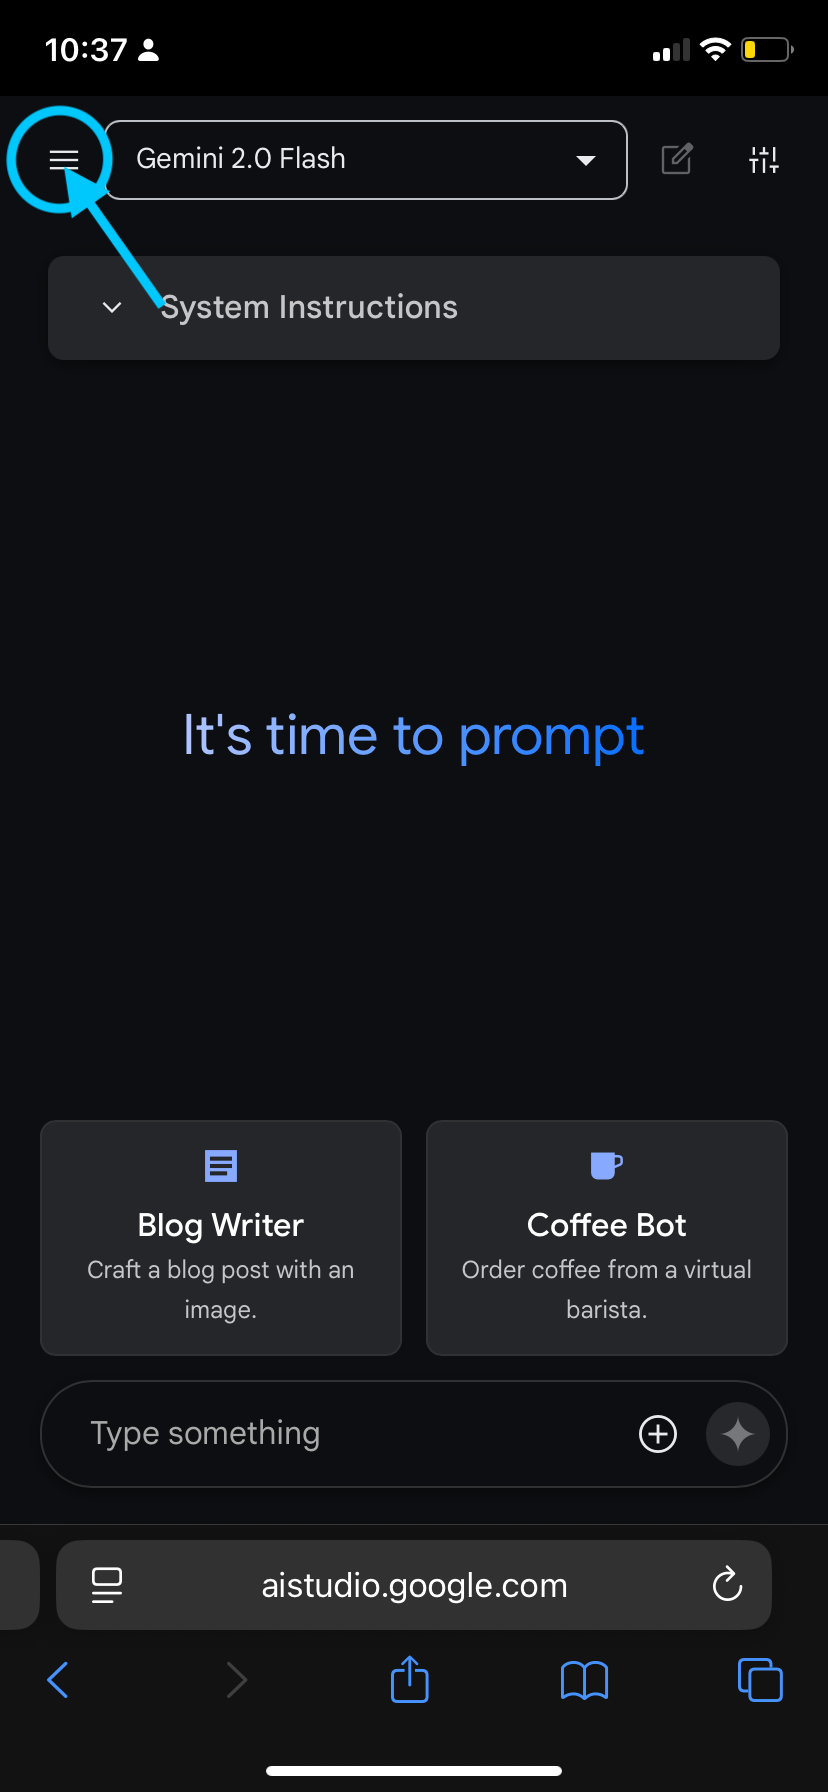 10:37
Gemini 2.0 Flash
System Instructions
It's time to prompt
Blog Writer
Craft a blog post with an
image.
Coffee Bot
Order coffee from a virtual
barista.
Type something
aistudio.google.com